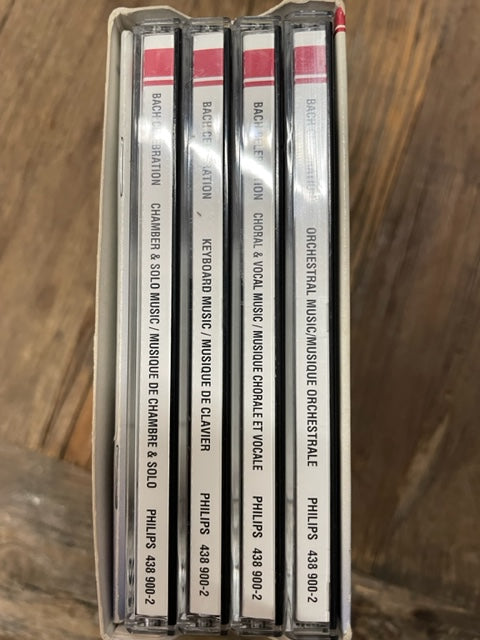 BACH CELEBRATION CHAMBER & SOLO MUSIC / MUSIQUE DE CHAMBRE & SOLO PHILIPS 438 900-2
BACH CELEBRATION KEYBOARD MUSIC / MUSIQUE DE CLAVIER PHILIPS 438 900-2
BACH CELEBRATION CHORAL & VOCAL MUSIC / MUSIQUE CHORALE ET VOCALE PHILIPS 438 900-2
BACH CELEBRATION ORCHESTRAL MUSIC/MUSIQUE ORCHESTRALE PHILIPS 438 900-2